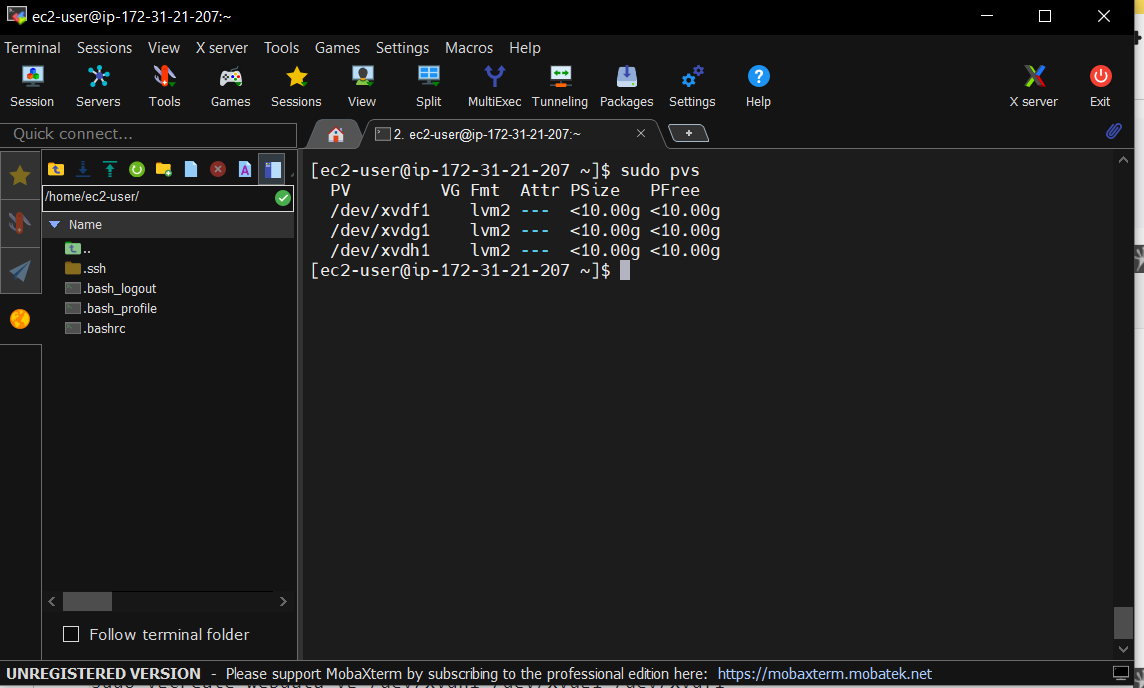 ec2-user@ip-172-31-21-207:~
Terminal Sessions View X server Tools Games Settings Macros Help
Session Servers Tools Games Sessions View Split MultiExec Tunneling Packages Settings Help X server Exit
Quick connect...
2. ec2-user@ip-172-31-21-207:~
/home/ec2-user/
Name
..
.ssh
.bash_logout
.bash_profile
.bashrc
Follow terminal folder
[ec2-user@ip-172-31-21-207 ~]$ sudo pvs
PV VG Fmt Attr PSize PFree
/dev/xvdf1 lvm2 --- <10.00g <10.00g
/dev/xvdg1 lvm2 --- <10.00g <10.00g
/dev/xvdh1 lvm2 --- <10.00g <10.00g
[ec2-user@ip-172-31-21-207 ~]$
UNREGISTERED VERSION - Please support MobaXterm by subscribing to the professional edition here: https://mobaxterm.mobatek.net